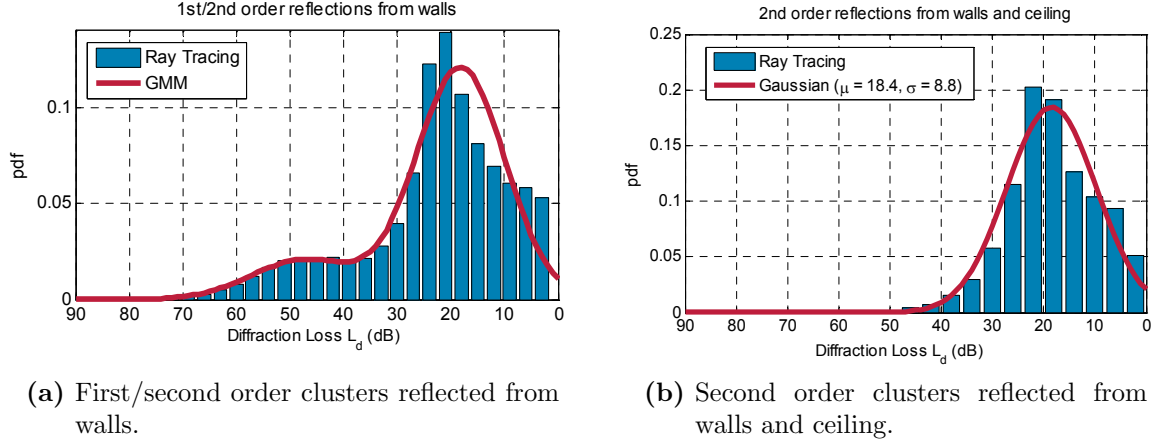 1st/2nd order reflections from walls
Ray Tracing
GMM
0.1
0.05
0
pdf
90 80 70 60 50 40 30 20 10 0
Diffraction Loss L_d (dB)
(a) First/second order clusters reflected from
walls.
2nd order reflections from walls and ceiling
0.25
Ray Tracing
Gaussian (μ = 18.4, σ = 8.8)
0.2
0.15
0.1
0.05
0
pdf
90 80 70 60 50 40 30 20 10 0
Diffraction Loss L_d (dB)
(b) Second order clusters reflected from
walls and ceiling.